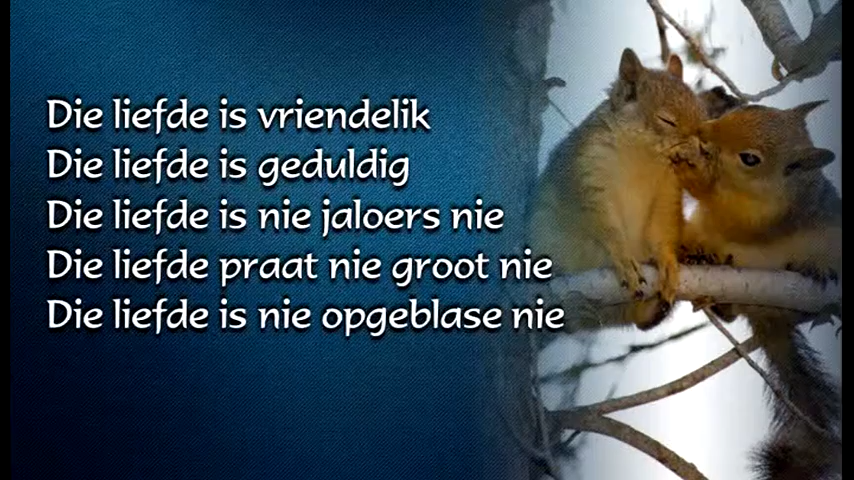 Die liefde is vriendelik
Die liefde is geduldig
Die liefde is nie jaloers nie
Die liefde praat nie groot nie
Die liefde is nie opgeblase nie